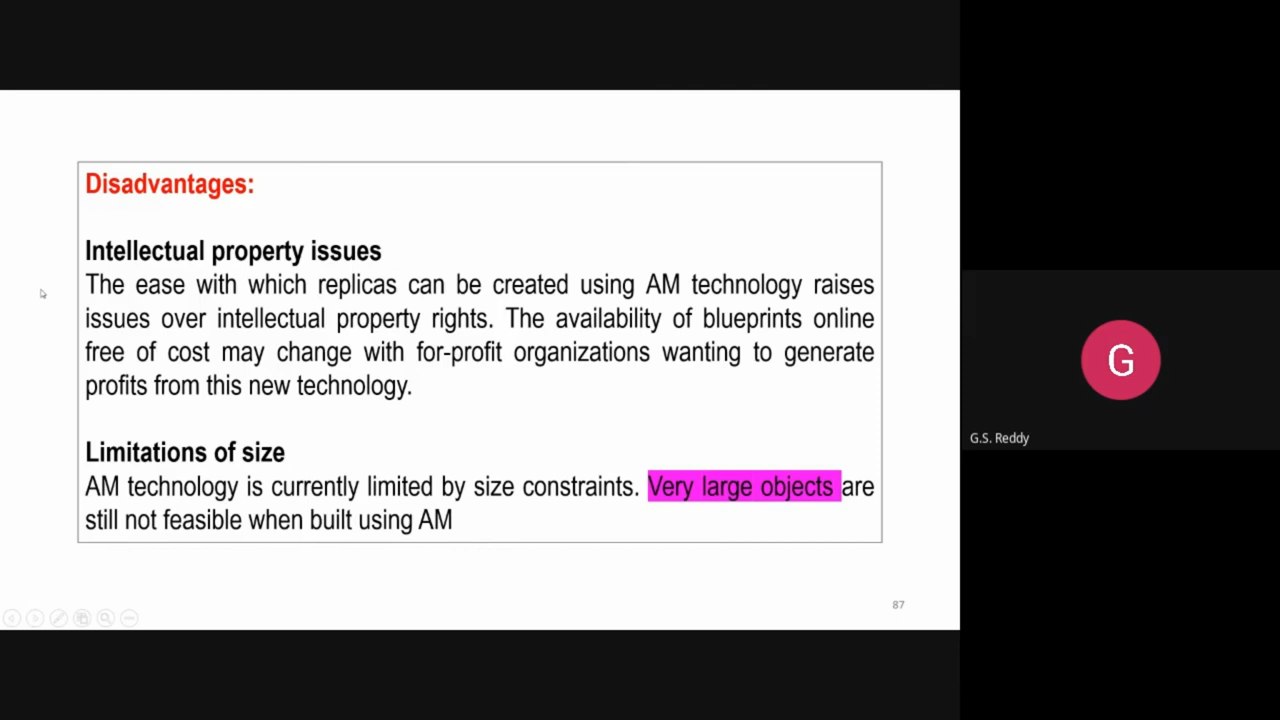 Disadvantages:
Intellectual property issues
The ease with which replicas can be created using AM technology raises
issues over intellectual property rights. The availability of blueprints online
free of cost may change with for-profit organizations wanting to generate
profits from this new technology.
Limitations of size
AM technology is currently limited by size constraints. Very large objects are
still not feasible when built using AM
87
G
G.S. Reddy